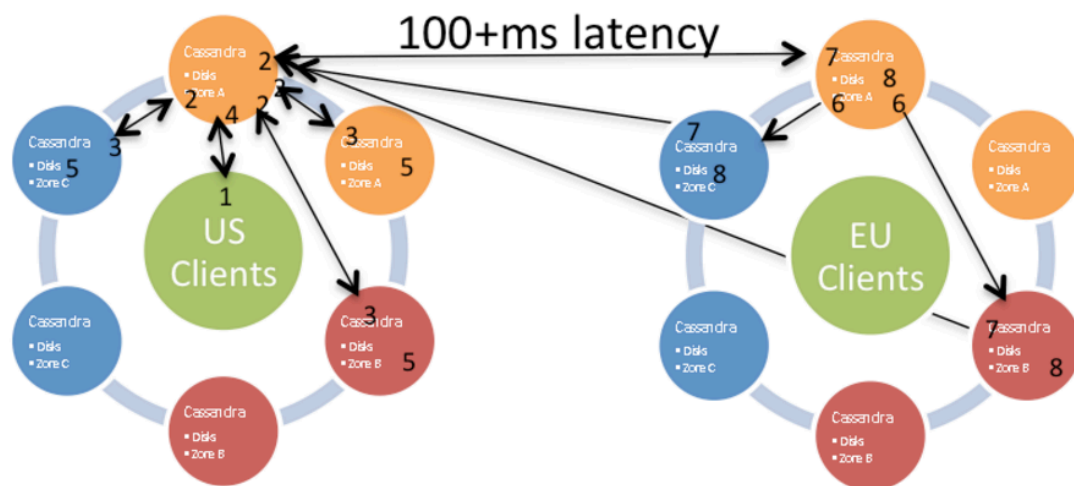 100+ms latency
Cassandra
▪ Disks
▪ Zone A
2
2
2
2
4
Cassandra
▪ Disks
▪ Zone C
3
5
Cassandra
▪ Disks
▪ Zone A
3
5
1
US
Clients
Cassandra
▪ Disks
▪ Zone C
Cassandra
▪ Disks
▪ Zone B
3
5
Cassandra
▪ Disks
▪ Zone B
Cassandra
▪ Disks
▪ Zone A
7
8
6
6
Cassandra
▪ Disks
▪ Zone C
7
8
Cassandra
▪ Disks
▪ Zone A
EU
Clients
Cassandra
▪ Disks
▪ Zone C
Cassandra
▪ Disks
▪ Zone B
7
8
Cassandra
▪ Disks
▪ Zone B